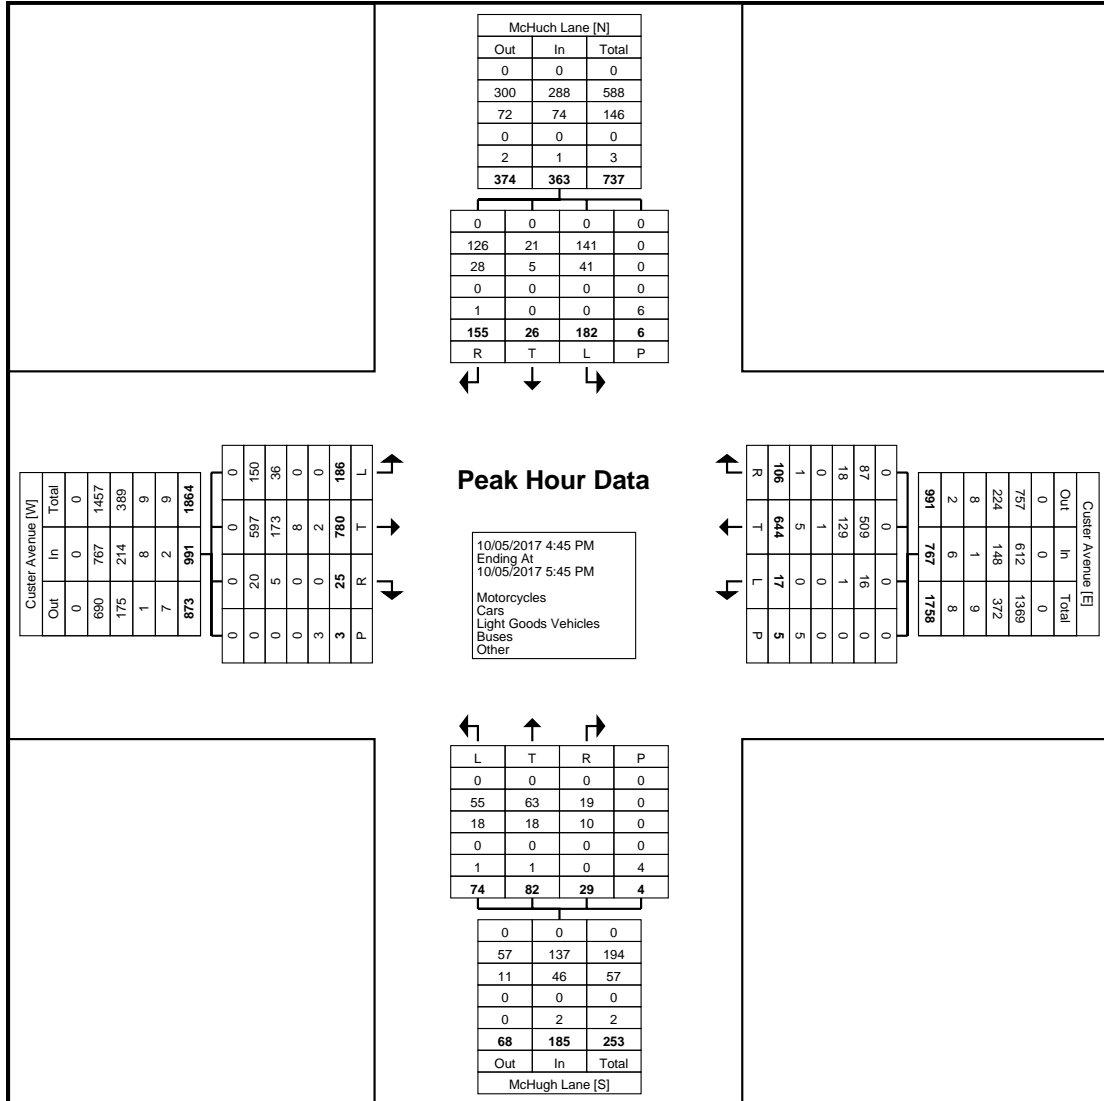 McHuch Lane [N]
Out In Total
0 0 0
300 288 588
72 74 146
0 0 0
2 1 3
374 363 737
0 0 0 0
126 21 141 0
28 5 41 0
0 0 0 0
1 0 0 6
155 26 182 6
R T L P
Custer Avenue [W]
Total In Out
0 0 0
1457 767 690
389 214 175
9 8 1
9 2 7
1864 991 873
0 0 0 0
150 597 20 0
36 173 5 0
0 8 0 0
0 2 0 3
186 780 25 3
L T R P
Peak Hour Data
10/05/2017 4:45 PM
Ending At
10/05/2017 5:45 PM
Motorcycles
Cars
Light Goods Vehicles
Buses
Other
R T L P
106 644 17 5
1 5 0 5
0 1 0 0
18 129 1 0
87 509 16 0
0 0 0 0
Custer Avenue [E]
Out In Total
0 0 0
757 612 1369
224 148 372
8 1 9
2 6 8
991 767 1758
L T R P
0 0 0 0
55 63 19 0
18 18 10 0
0 0 0 0
1 1 0 4
74 82 29 4
0 0 0
57 137 194
11 46 57
0 0 0
0 2 2
68 185 253
Out In Total
McHugh Lane [S]